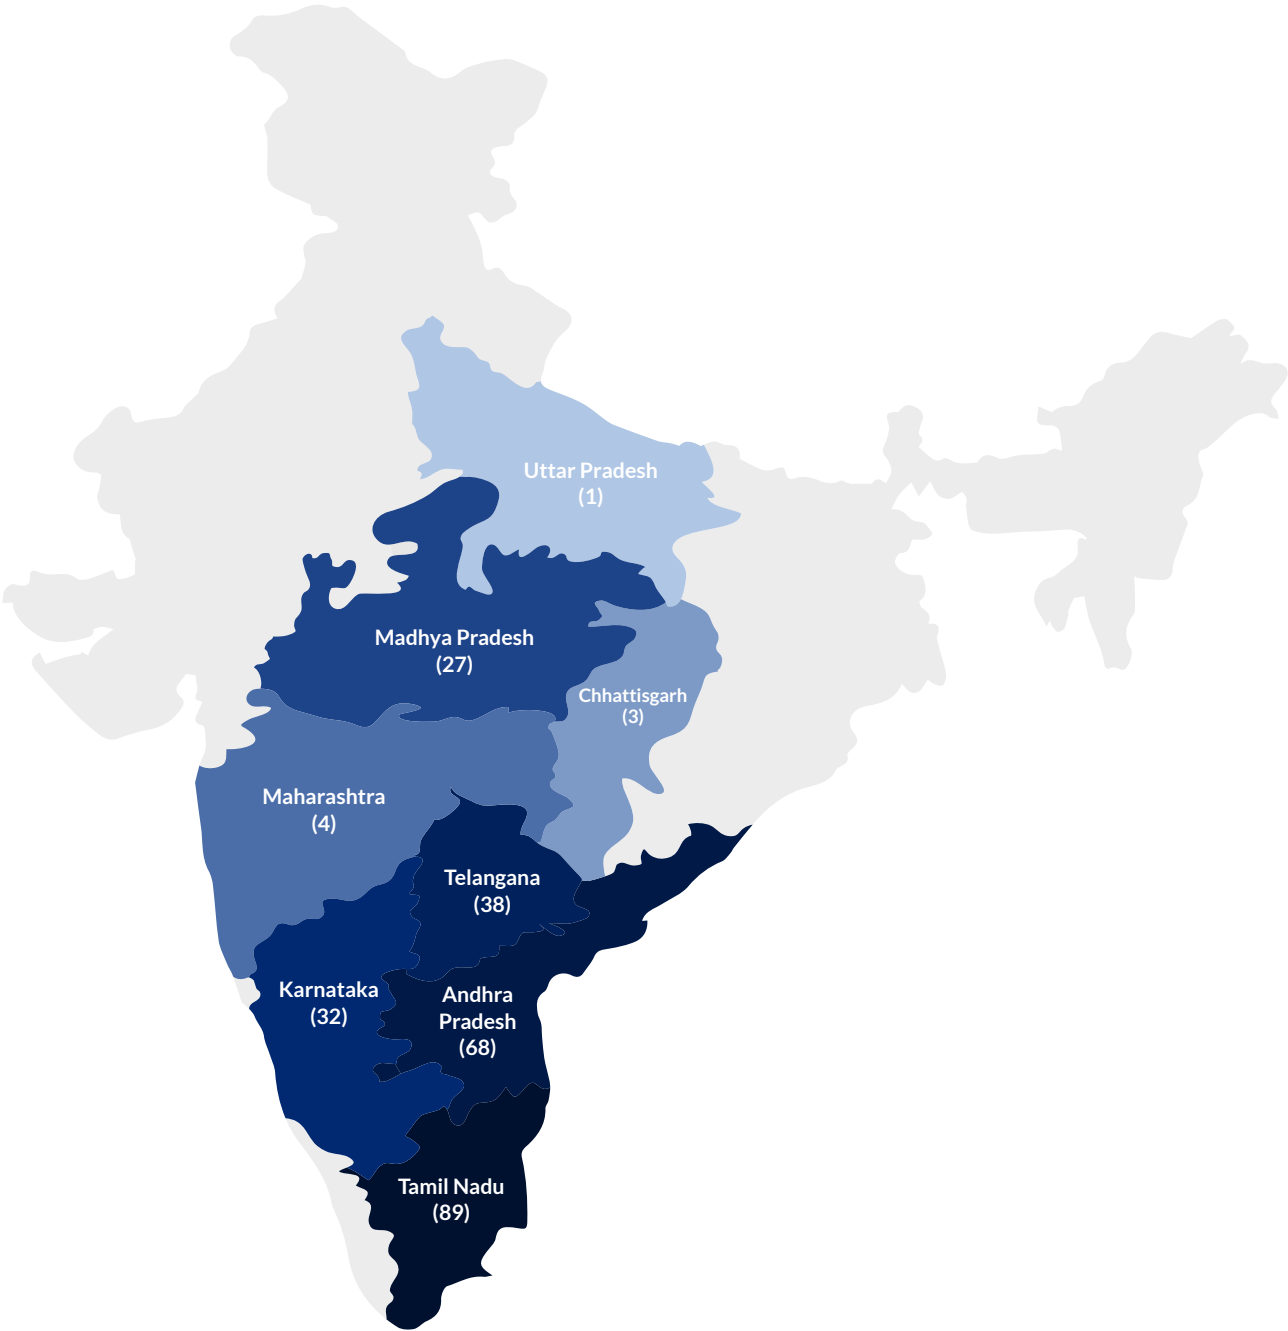 Uttar Pradesh
(1)
Madhya Pradesh
(27)
Chhattisgarh
(3)
Maharashtra
(4)
Telangana
(38)
Karnataka
(32)
Andhra
Pradesh
(68)
Tamil Nadu
(89)